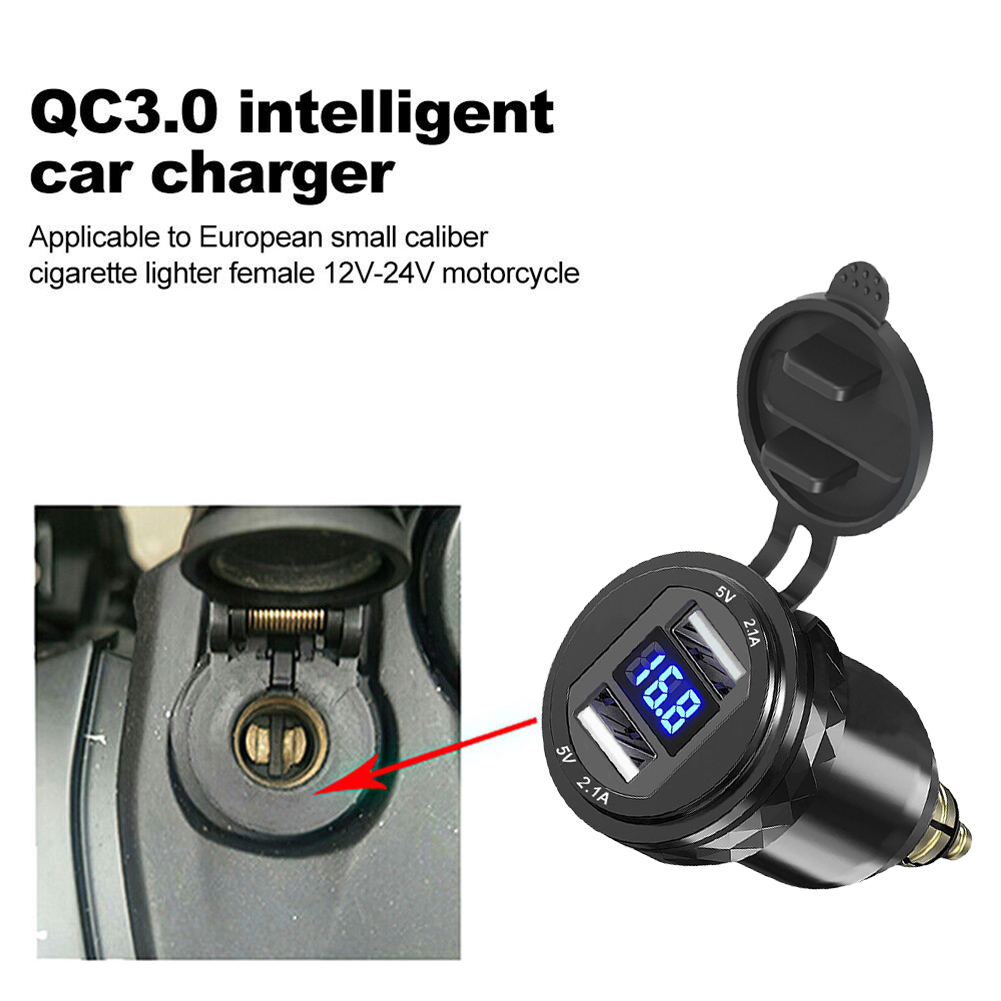 QC3.0 intelligent
car charger
Applicable to European small caliber
cigarette lighter female 12V-24V motorcycle
5V
2.1A
16.8
5V
2.1A